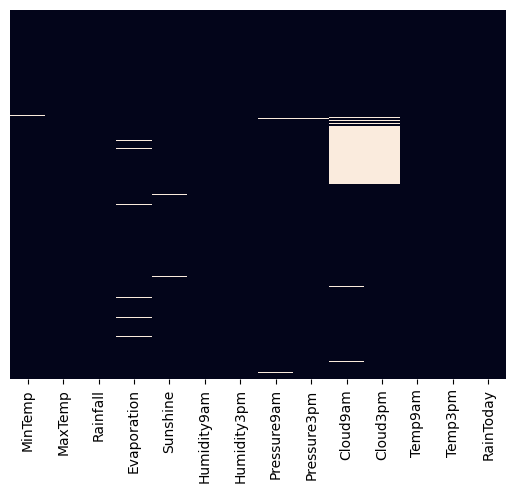 MinTemp
MaxTemp
Rainfall
Evaporation
Sunshine
Humidity9am
Humidity3pm
Pressure9am
Pressure3pm
Cloud9am
Cloud3pm
Temp9am
Temp3pm
RainToday